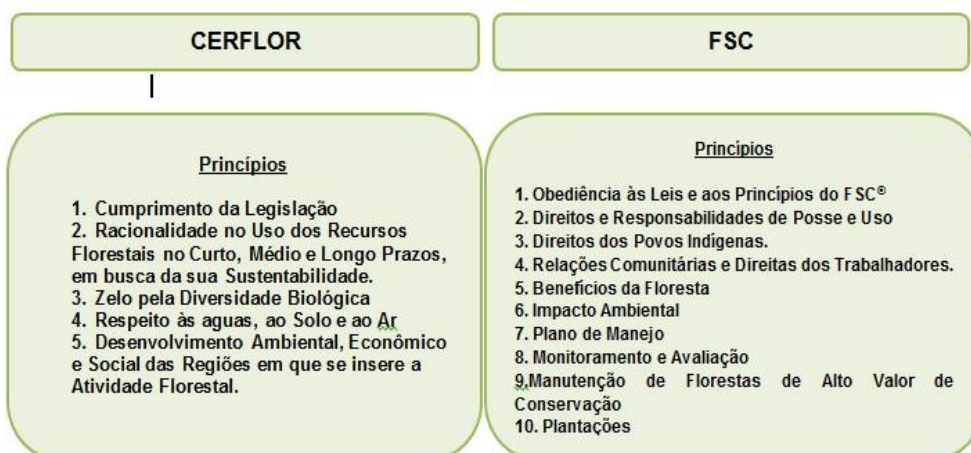 CERFLOR
Princípios
1. Cumprimento da Legislação
2. Racionalidade no Uso dos Recursos
Florestais no Curto, Médio e Longo Prazos,
em busca da sua Sustentabilidade.
3. Zelo pela Diversidade Biológica
4. Respeito às aguas, ao Solo e ao Ar
5. Desenvolvimento Ambiental, Econômico
e Social das Regiões em que se insere a
Atividade Florestal.
FSC
Princípios
1. Obediência às Leis e aos Princípios do FSC®
2. Direitos e Responsabilidades de Posse e Uso
3. Direitos dos Povos Indígenas.
4. Relações Comunitárias e Direitas dos Trabalhadores.
5. Benefícios da Floresta
6. Impacto Ambiental
7. Plano de Manejo
8. Monitoramento e Avaliação
9.Manutenção de Florestas de Alto Valor de
Conservação
10. Plantações